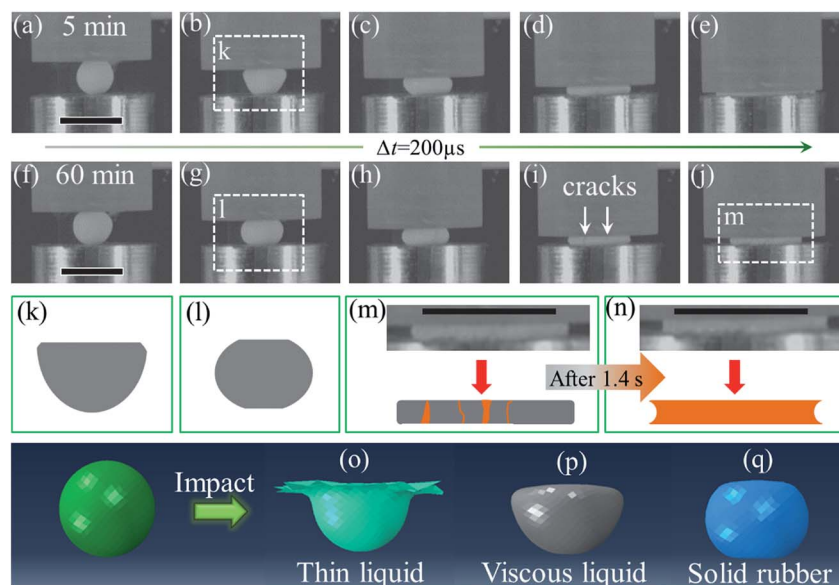 (a) 5 min (b) (c) (d) (e)
k
Δt=200μs
(f) 60 min (g) (h) (i) (j)
cracks
l
m
(k) (l) (m) (n)
After 1.4 s
(o) (p) (q)
Impact
Thin liquid Viscous liquid Solid rubber